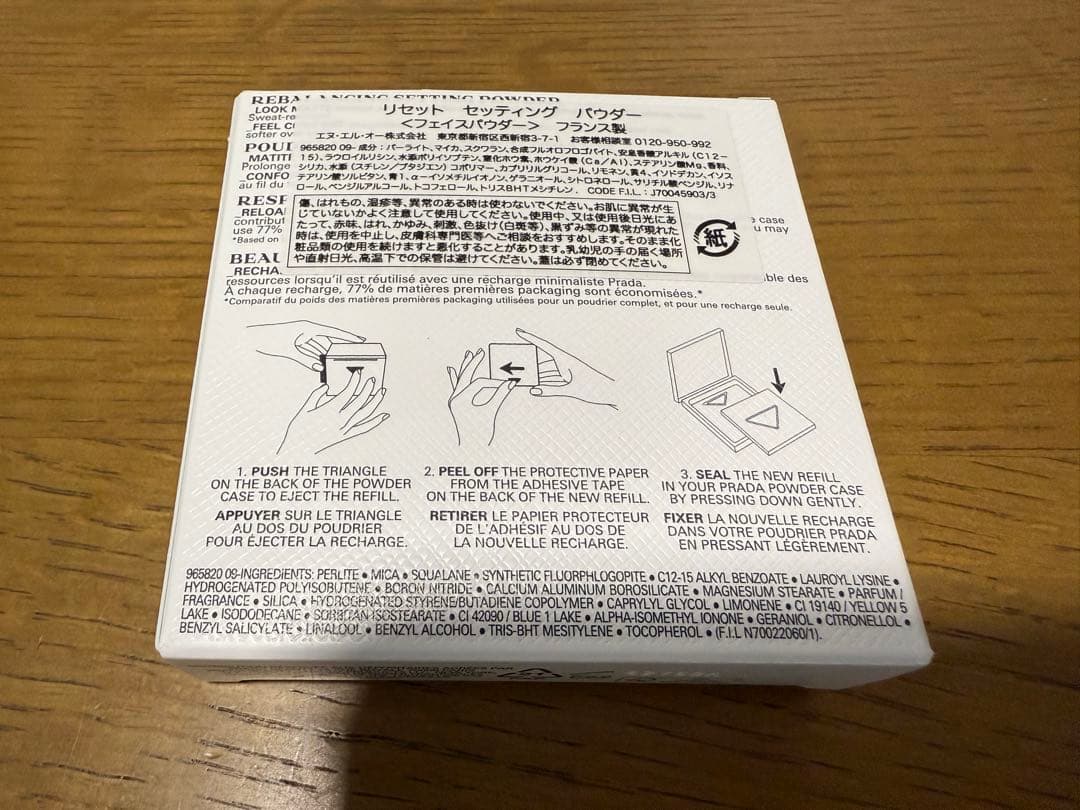 REBALANCING SETTING POWDER
LOOK M
Sweat-re
FEEL C
softer ov
POUD
MATIT
Prolonge
CONFO
au fil du
RESE
RELOA
contribut
use 77%
*Based on
BEAU
RECHA
リセット セッティング パウダー
<フェイスパウダー> フランス製
エヌ・エル・オー株式会社 東京都新宿区西新宿3-7-1 お客様相談室 0120-950-992
965820 09- 成分：パーライト、マイカ、スクワラン、合成フルオロフロゴパイト、安息香酸アルキル(C12-
15)、ラウロイルリシン、水添ポリイソブテン、窒化ホウ素、ホウケイ酸(Ca/Al)、ステアリン酸Mg、香料、
シリカ、水添(スチレン/ブタジエン)コポリマー、カプリリルグリコール、リモネン、黄4、イソドデカン、イソス
テアリン酸ソルビタン、青1、α-イソメチルイオノン、ゲラニオール、シトロネロール、サリチル酸ベンジル、リナ
ロール、ベンジルアルコール、トコフェロール、トリスBHTメシチレン. CODE F.I.L : J70045903/3
傷、はれもの、湿疹等、異常のある時は使わないでください。お肌に異常が生
じていないかよく注意して使用してください。使用中、又は使用後日光にあ
たって、赤味、はれ、かゆみ、刺激、色抜け(白斑等)、黒ずみ等の異常が現れた
時は、使用を中止し、皮膚科専門医等へご相談をおすすめします。そのまま化
粧品類の使用を続けますと悪化することがあります。乳幼児の手の届く場所
や直射日光、高温下での保管は避けてください。蓋は必ず閉めてください。
紙
case
u may
ble des
ressources lorsqu'il est réutilisé avec une recharge minimaliste Prada.
À chaque recharge, 77% de matières premières packaging sont économisées.*
*Comparatif du poids des matières premières packaging utilisées pour un poudrier complet, et pour une recharge seule.
1. PUSH THE TRIANGLE
ON THE BACK OF THE POWDER
CASE TO EJECT THE REFILL.
APPUYER SUR LE TRIANGLE
AU DOS DU POUDRIER
POUR ÉJECTER LA RECHARGE.
2. PEEL OFF THE PROTECTIVE PAPER
FROM THE ADHESIVE TAPE
ON THE BACK OF THE NEW REFILL.
RETIRER LE PAPIER PROTECTEUR
DE L'ADHÉSIF AU DOS DE
LA NOUVELLE RECHARGE.
3. SEAL THE NEW REFILL
IN YOUR PRADA POWDER CASE
BY PRESSING DOWN GENTLY.
FIXER LA NOUVELLE RECHARGE
DANS VOTRE POUDRIER PRADA
EN PRESSANT LÉGÈREMENT.
965820 09-INGREDIENTS: PERLITE • MICA • SQUALANE • SYNTHETIC FLUORPHLOGOPITE • C12-15 ALKYL BENZOATE • LAUROYL LYSINE •
HYDROGENATED POLYISOBUTENE • BORON NITRIDE • CALCIUM ALUMINUM BOROSILICATE • MAGNESIUM STEARATE • PARFUM /
FRAGRANCE • SILICA • HYDROGENATED STYRENE/BUTADIENE COPOLYMER • CAPRYLYL GLYCOL • LIMONENE • CI 19140 / YELLOW 5
LAKE • ISODODECANE • SORBITAN ISOSTEARATE • CI 42090 / BLUE 1 LAKE • ALPHA-ISOMETHYL IONONE • GERANIOL • CITRONELLOL •
BENZYL SALICYLATE • LINALOOL • BENZYL ALCOHOL • TRIS-BHT MESITYLENE • TOCOPHEROL • (F.I.L N70022060/1).